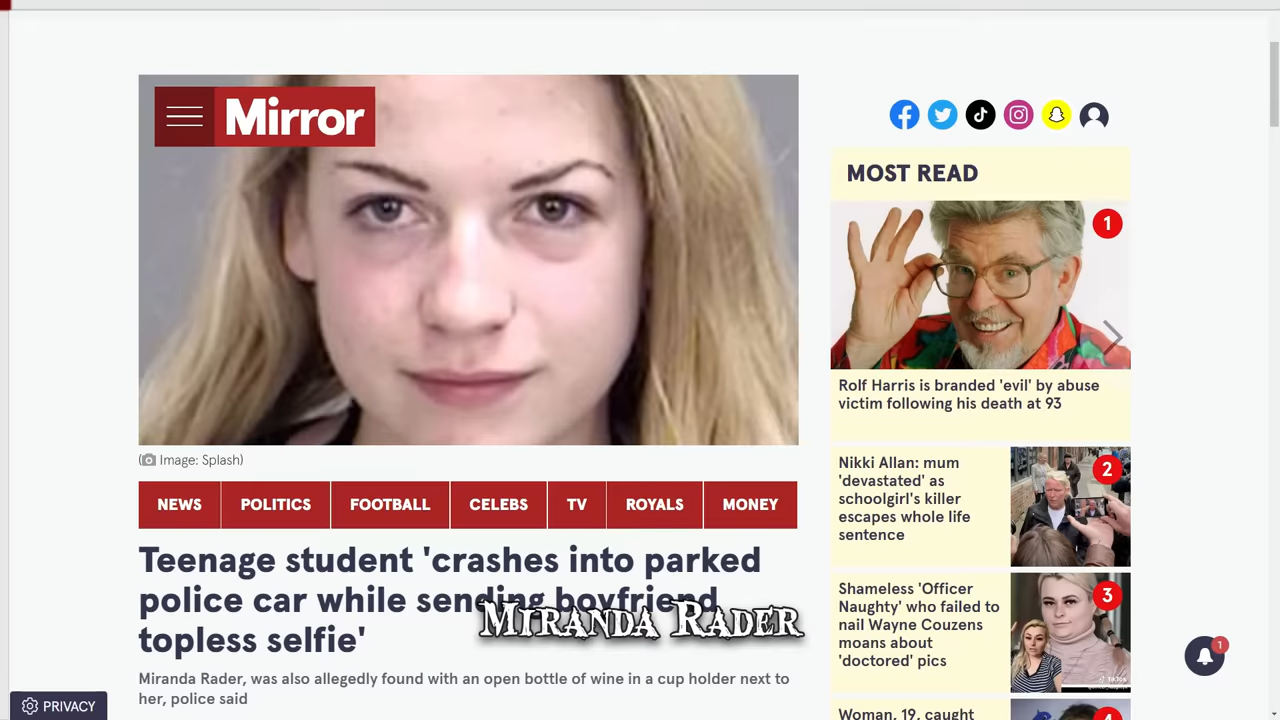 Mirror
(Image: Splash)
NEWS
POLITICS
FOOTBALL
CELEBS
TV
ROYALS
MONEY
Teenage student 'crashes into parked
police car while sending boyfriend
topless selfie'
MIRANDA RADER
Miranda Rader, was also allegedly found with an open bottle of wine in a cup holder next to
her, police said
MOST READ
1
Rolf Harris is branded 'evil' by abuse
victim following his death at 93
Nikki Allan: mum
'devastated' as
schoolgirl's killer
escapes whole life
sentence
2
Shameless 'Officer
Naughty' who failed to
nail Wayne Couzens
moans about
'doctored' pics
3
TikTok
Woman, 19, caught
4
1
PRIVACY